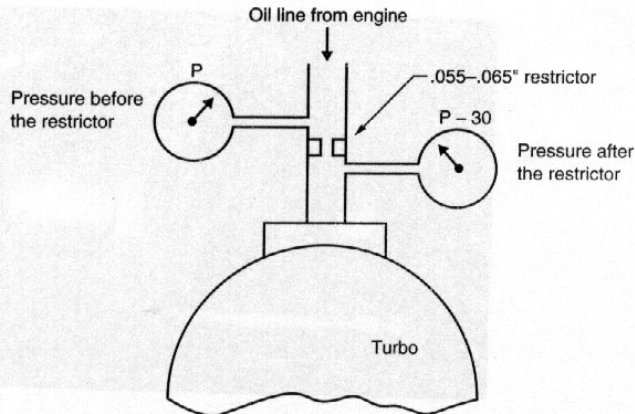 Oil line from engine
P
Pressure before
the restrictor
.055–.065" restrictor
P – 30
Pressure after
the restrictor
Turbo